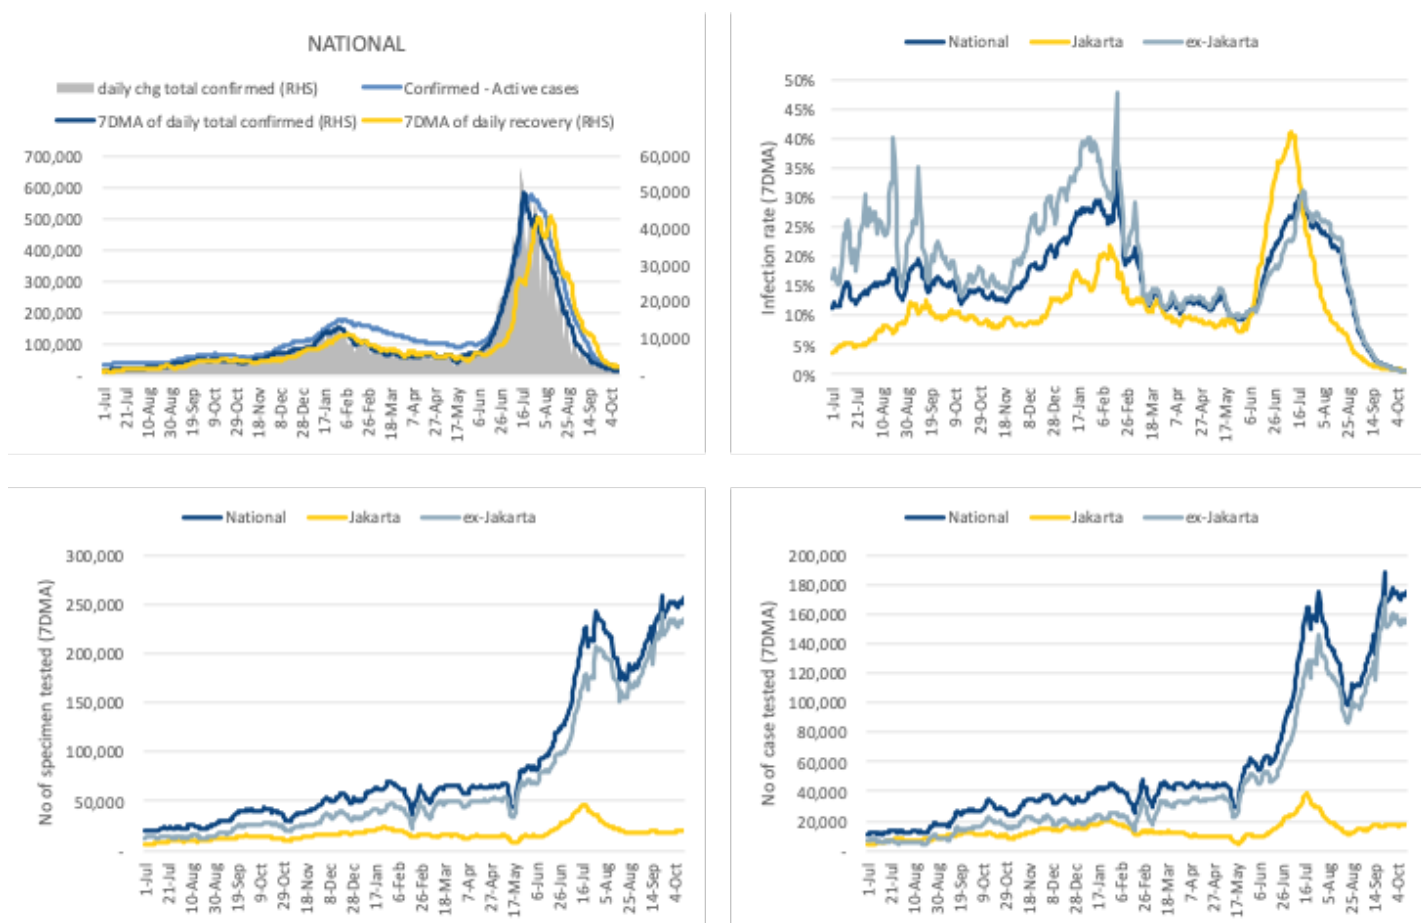 NATIONAL
daily chg total confirmed (RHS) Confirmed - Active cases
7DMA of daily total confirmed (RHS) 7DMA of daily recovery (RHS)
700,000 60,000
600,000 50,000
500,000 40,000
400,000
300,000 30,000
200,000 20,000
100,000 10,000
- -
1-Jul 21-Jul 10-Aug 30-Aug 19-Sep 9-Oct 29-Oct 18-Nov 8-Dec 28-Dec 17-Jan 6-Feb 26-Feb 18-Mar 7-Apr 27-Apr 17-May 6-Jun 26-Jun 16-Jul 5-Aug 25-Aug 14-Sep 4-Oct
National Jakarta ex-Jakarta
Infection rate (7DMA)
50%
45%
40%
35%
30%
25%
20%
15%
10%
5%
0%
1-Jul 21-Jul 10-Aug 30-Aug 19-Sep 9-Oct 29-Oct 18-Nov 8-Dec 28-Dec 17-Jan 6-Feb 26-Feb 18-Mar 7-Apr 27-Apr 17-May 6-Jun 26-Jun 16-Jul 5-Aug 25-Aug 14-Sep 4-Oct
National Jakarta ex-Jakarta
No of specimen tested (7DMA)
300,000
250,000
200,000
150,000
100,000
50,000
-
1-Jul 21-Jul 10-Aug 30-Aug 19-Sep 9-Oct 29-Oct 18-Nov 8-Dec 28-Dec 17-Jan 6-Feb 26-Feb 18-Mar 7-Apr 27-Apr 17-May 6-Jun 26-Jun 16-Jul 5-Aug 25-Aug 14-Sep 4-Oct
National Jakarta ex-Jakarta
No of case tested (7DMA)
200,000
180,000
160,000
140,000
120,000
100,000
80,000
60,000
40,000
20,000
-
1-Jul 21-Jul 10-Aug 30-Aug 19-Sep 9-Oct 29-Oct 18-Nov 8-Dec 28-Dec 17-Jan 6-Feb 26-Feb 18-Mar 7-Apr 27-Apr 17-May 6-Jun 26-Jun 16-Jul 5-Aug 25-Aug 14-Sep 4-Oct